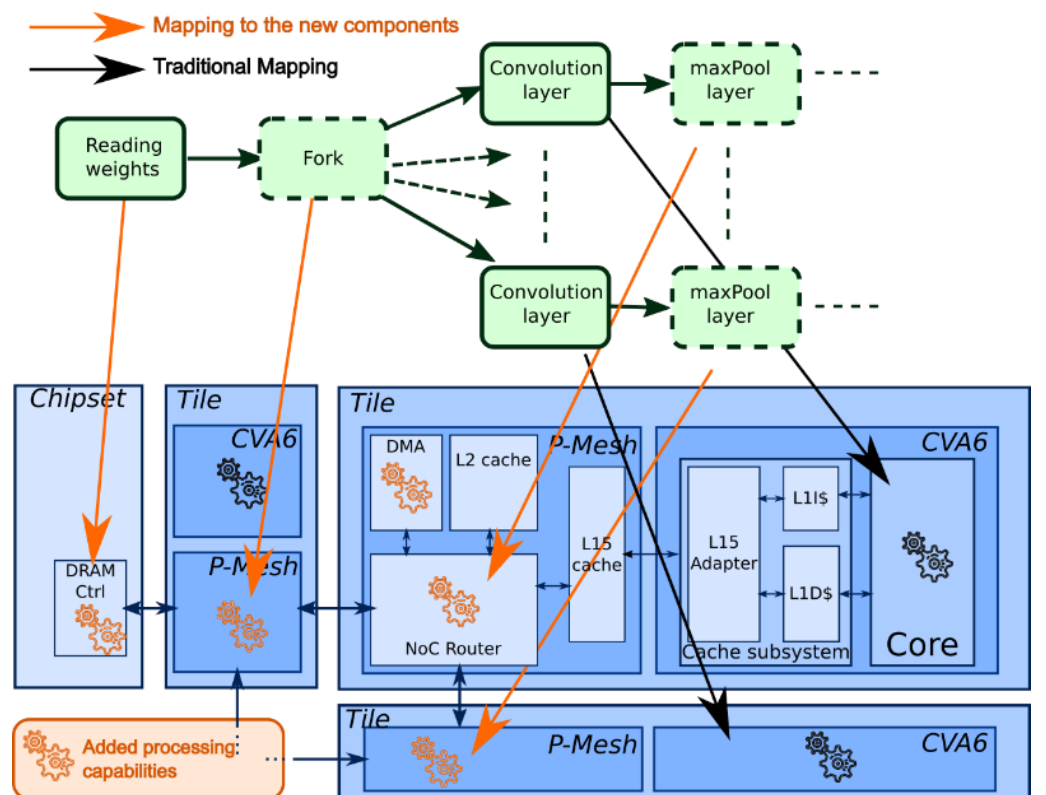 Mapping to the new components
Traditional Mapping
Convolution
layer
maxPool
layer
Reading
weights
Fork
Convolution
layer
maxPool
layer
Chipset
Tile
Tile
CVA6
P-Mesh
CVA6
DMA
L2 cache
L15
cache
L15
Adapter
L1I$
L1D$
DRAM
Ctrl
P-Mesh
NoC Router
Cache subsystem
Core
Tile
Added processing
capabilities
P-Mesh
CVA6